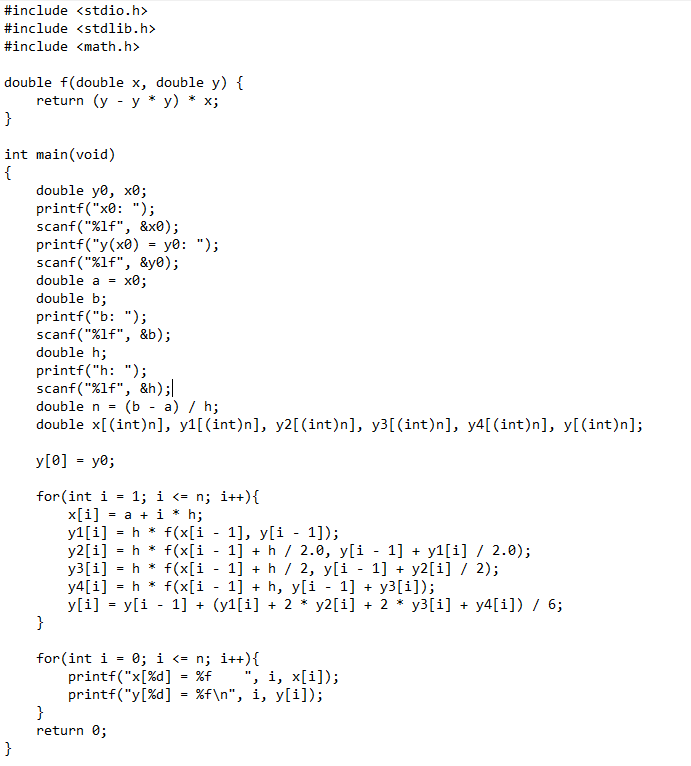 #include <stdio.h>
#include <stdlib.h>
#include <math.h>

double f(double x, double y) {
    return (y - y * y) * x;
}

int main(void)
{
    double y0, x0;
    printf("x0: ");
    scanf("%lf", &x0);
    printf("y(x0) = y0: ");
    scanf("%lf", &y0);
    double a = x0;
    double b;
    printf("b: ");
    scanf("%lf", &b);
    double h;
    printf("h: ");
    scanf("%lf", &h);
    double n = (b - a) / h;
    double x[(int)n], y1[(int)n], y2[(int)n], y3[(int)n], y4[(int)n], y[(int)n];

    y[0] = y0;

    for(int i = 1; i <= n; i++){
        x[i] = a + i * h;
        y1[i] = h * f(x[i - 1], y[i - 1]);
        y2[i] = h * f(x[i - 1] + h / 2.0, y[i - 1] + y1[i] / 2.0);
        y3[i] = h * f(x[i - 1] + h / 2, y[i - 1] + y2[i] / 2);
        y4[i] = h * f(x[i - 1] + h, y[i - 1] + y3[i]);
        y[i] = y[i - 1] + (y1[i] + 2 * y2[i] + 2 * y3[i] + y4[i]) / 6;
    }

    for(int i = 0; i <= n; i++){
        printf("x[%d] = %f    ", i, x[i]);
        printf("y[%d] = %f\n", i, y[i]);
    }
    return 0;
}